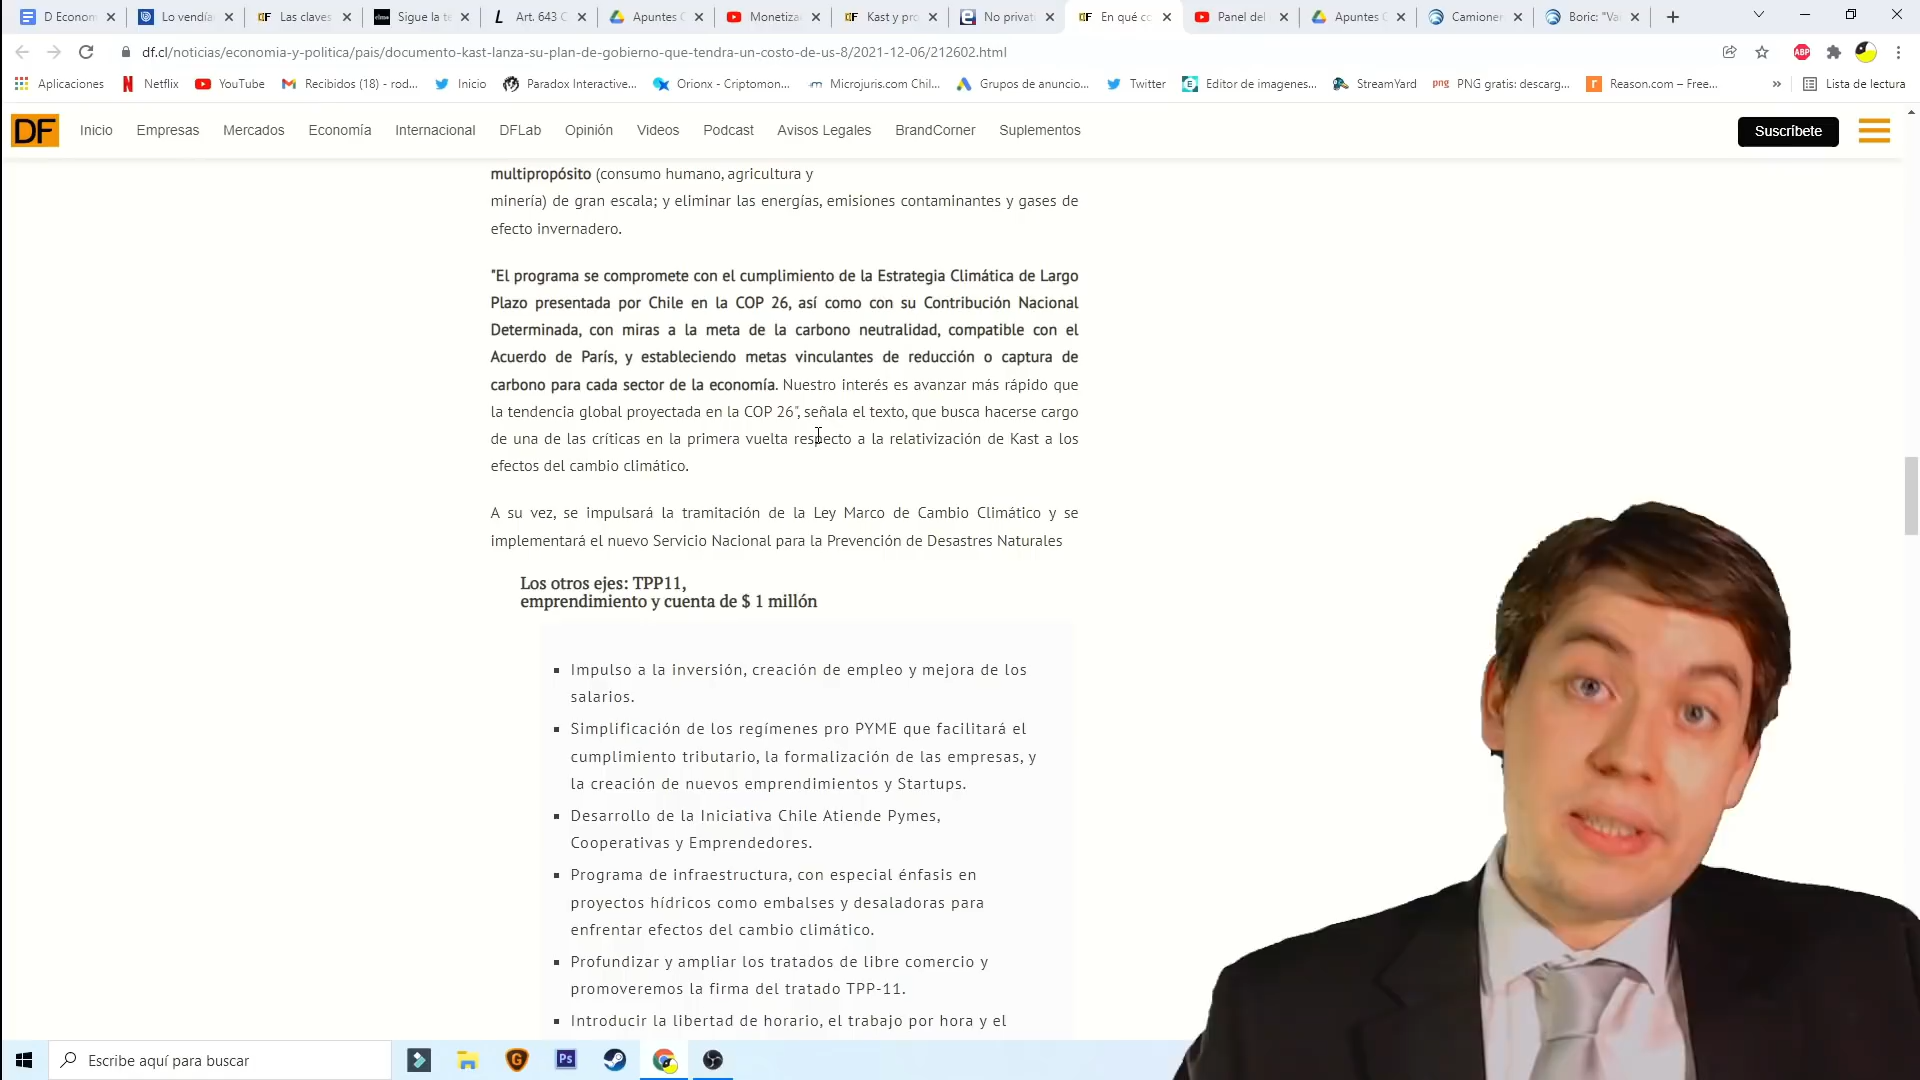 D Econom
Lo vendía
Las claves
Sigue la te
Art. 643 C
Apuntes C
Monetiza
Kast y pro
No privat
En qué co
Panel del
Apuntes C
Camione
Boric: "Va
df.cl/noticias/economia-y-politica/pais/documento-kast-lanza-su-plan-de-gobierno-que-tendra-un-costo-de-us-8/2021-12-06/212602.html
ABP
Aplicaciones
Netflix
YouTube
Recibidos (18) - rod...
Inicio
Paradox Interactive...
Orionx - Criptomon...
Microjuris.com Chil...
Grupos de anuncio...
Twitter
Editor de imagenes...
StreamYard
png PNG gratis: descarg...
Reason.com — Free...
»
Lista de lectura
DF
Inicio
Empresas
Mercados
Economía
Internacional
DFLab
Opinión
Videos
Podcast
Avisos Legales
BrandCorner
Suplementos
Suscríbete
multipropósito (consumo humano, agricultura y
minería) de gran escala; y eliminar las energías, emisiones contaminantes y gases de
efecto invernadero.
"El programa se compromete con el cumplimiento de la Estrategia Climática de Largo
Plazo presentada por Chile en la COP 26, así como con su Contribución Nacional
Determinada, con miras a la meta de la carbono neutralidad, compatible con el
Acuerdo de París, y estableciendo metas vinculantes de reducción o captura de
carbono para cada sector de la economía. Nuestro interés es avanzar más rápido que
la tendencia global proyectada en la COP 26", señala el texto, que busca hacerse cargo
de una de las críticas en la primera vuelta respecto a la relativización de Kast a los
efectos del cambio climático.
A su vez, se impulsará la tramitación de la Ley Marco de Cambio Climático y se
implementará el nuevo Servicio Nacional para la Prevención de Desastres Naturales
Los otros ejes: TPP11,
emprendimiento y cuenta de $ 1 millón
Impulso a la inversión, creación de empleo y mejora de los
salarios.
Simplificación de los regímenes pro PYME que facilitará el
cumplimiento tributario, la formalización de las empresas, y
la creación de nuevos emprendimientos y Startups.
Desarrollo de la Iniciativa Chile Atiende Pymes,
Cooperativas y Emprendedores.
Programa de infraestructura, con especial énfasis en
proyectos hídricos como embalses y desaladoras para
enfrentar efectos del cambio climático.
Profundizar y ampliar los tratados de libre comercio y
promoveremos la firma del tratado TPP-11.
Introducir la libertad de horario, el trabajo por hora y el
Escribe aquí para buscar
Ps